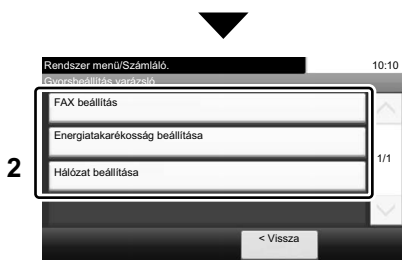 Rendszer menü/Számláló.
10:10
Gyorsbeállítás varázsló
FAX beállítás
Energiatakarékosság beállítása
1/1
2
Hálózat beállítása
< Vissza